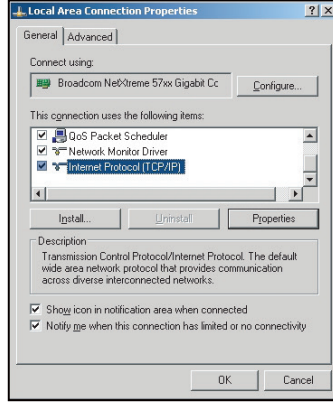 Local Area Connection Properties
General Advanced
Connect using:
Broadcom NetXtreme 57xx Gigabit Cc
Configure...
This connection uses the following items:
QoS Packet Scheduler
Network Monitor Driver
Internet Protocol (TCP/IP)
Install... Uninstall Properties
Description
Transmission Control Protocol/Internet Protocol. The default
wide area network protocol that provides communication
across diverse interconnected networks.
Show icon in notification area when connected
Notify me when this connection has limited or no connectivity
OK Cancel